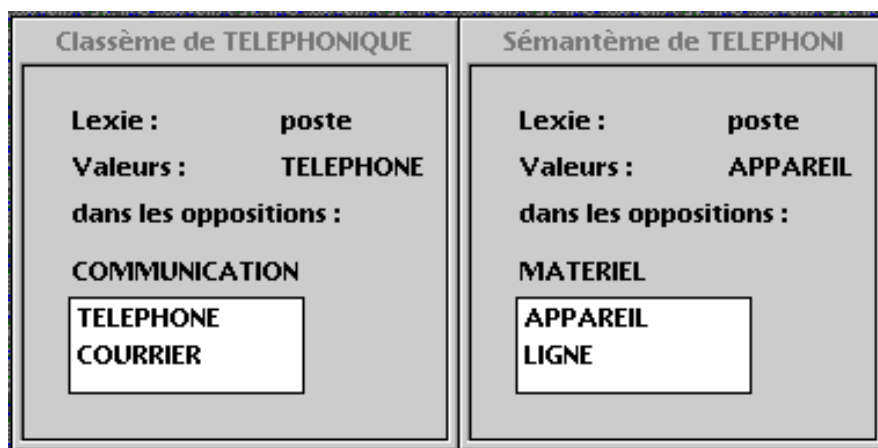 Classème de TELEPHONIQUE
Lexie : poste
Valeurs : TELEPHONE
dans les oppositions :
COMMUNICATION
TELEPHONE
COURRIER
Sémantème de TELEPHONI
Lexie : poste
Valeurs : APPAREIL
dans les oppositions :
MATERIEL
APPAREIL
LIGNE